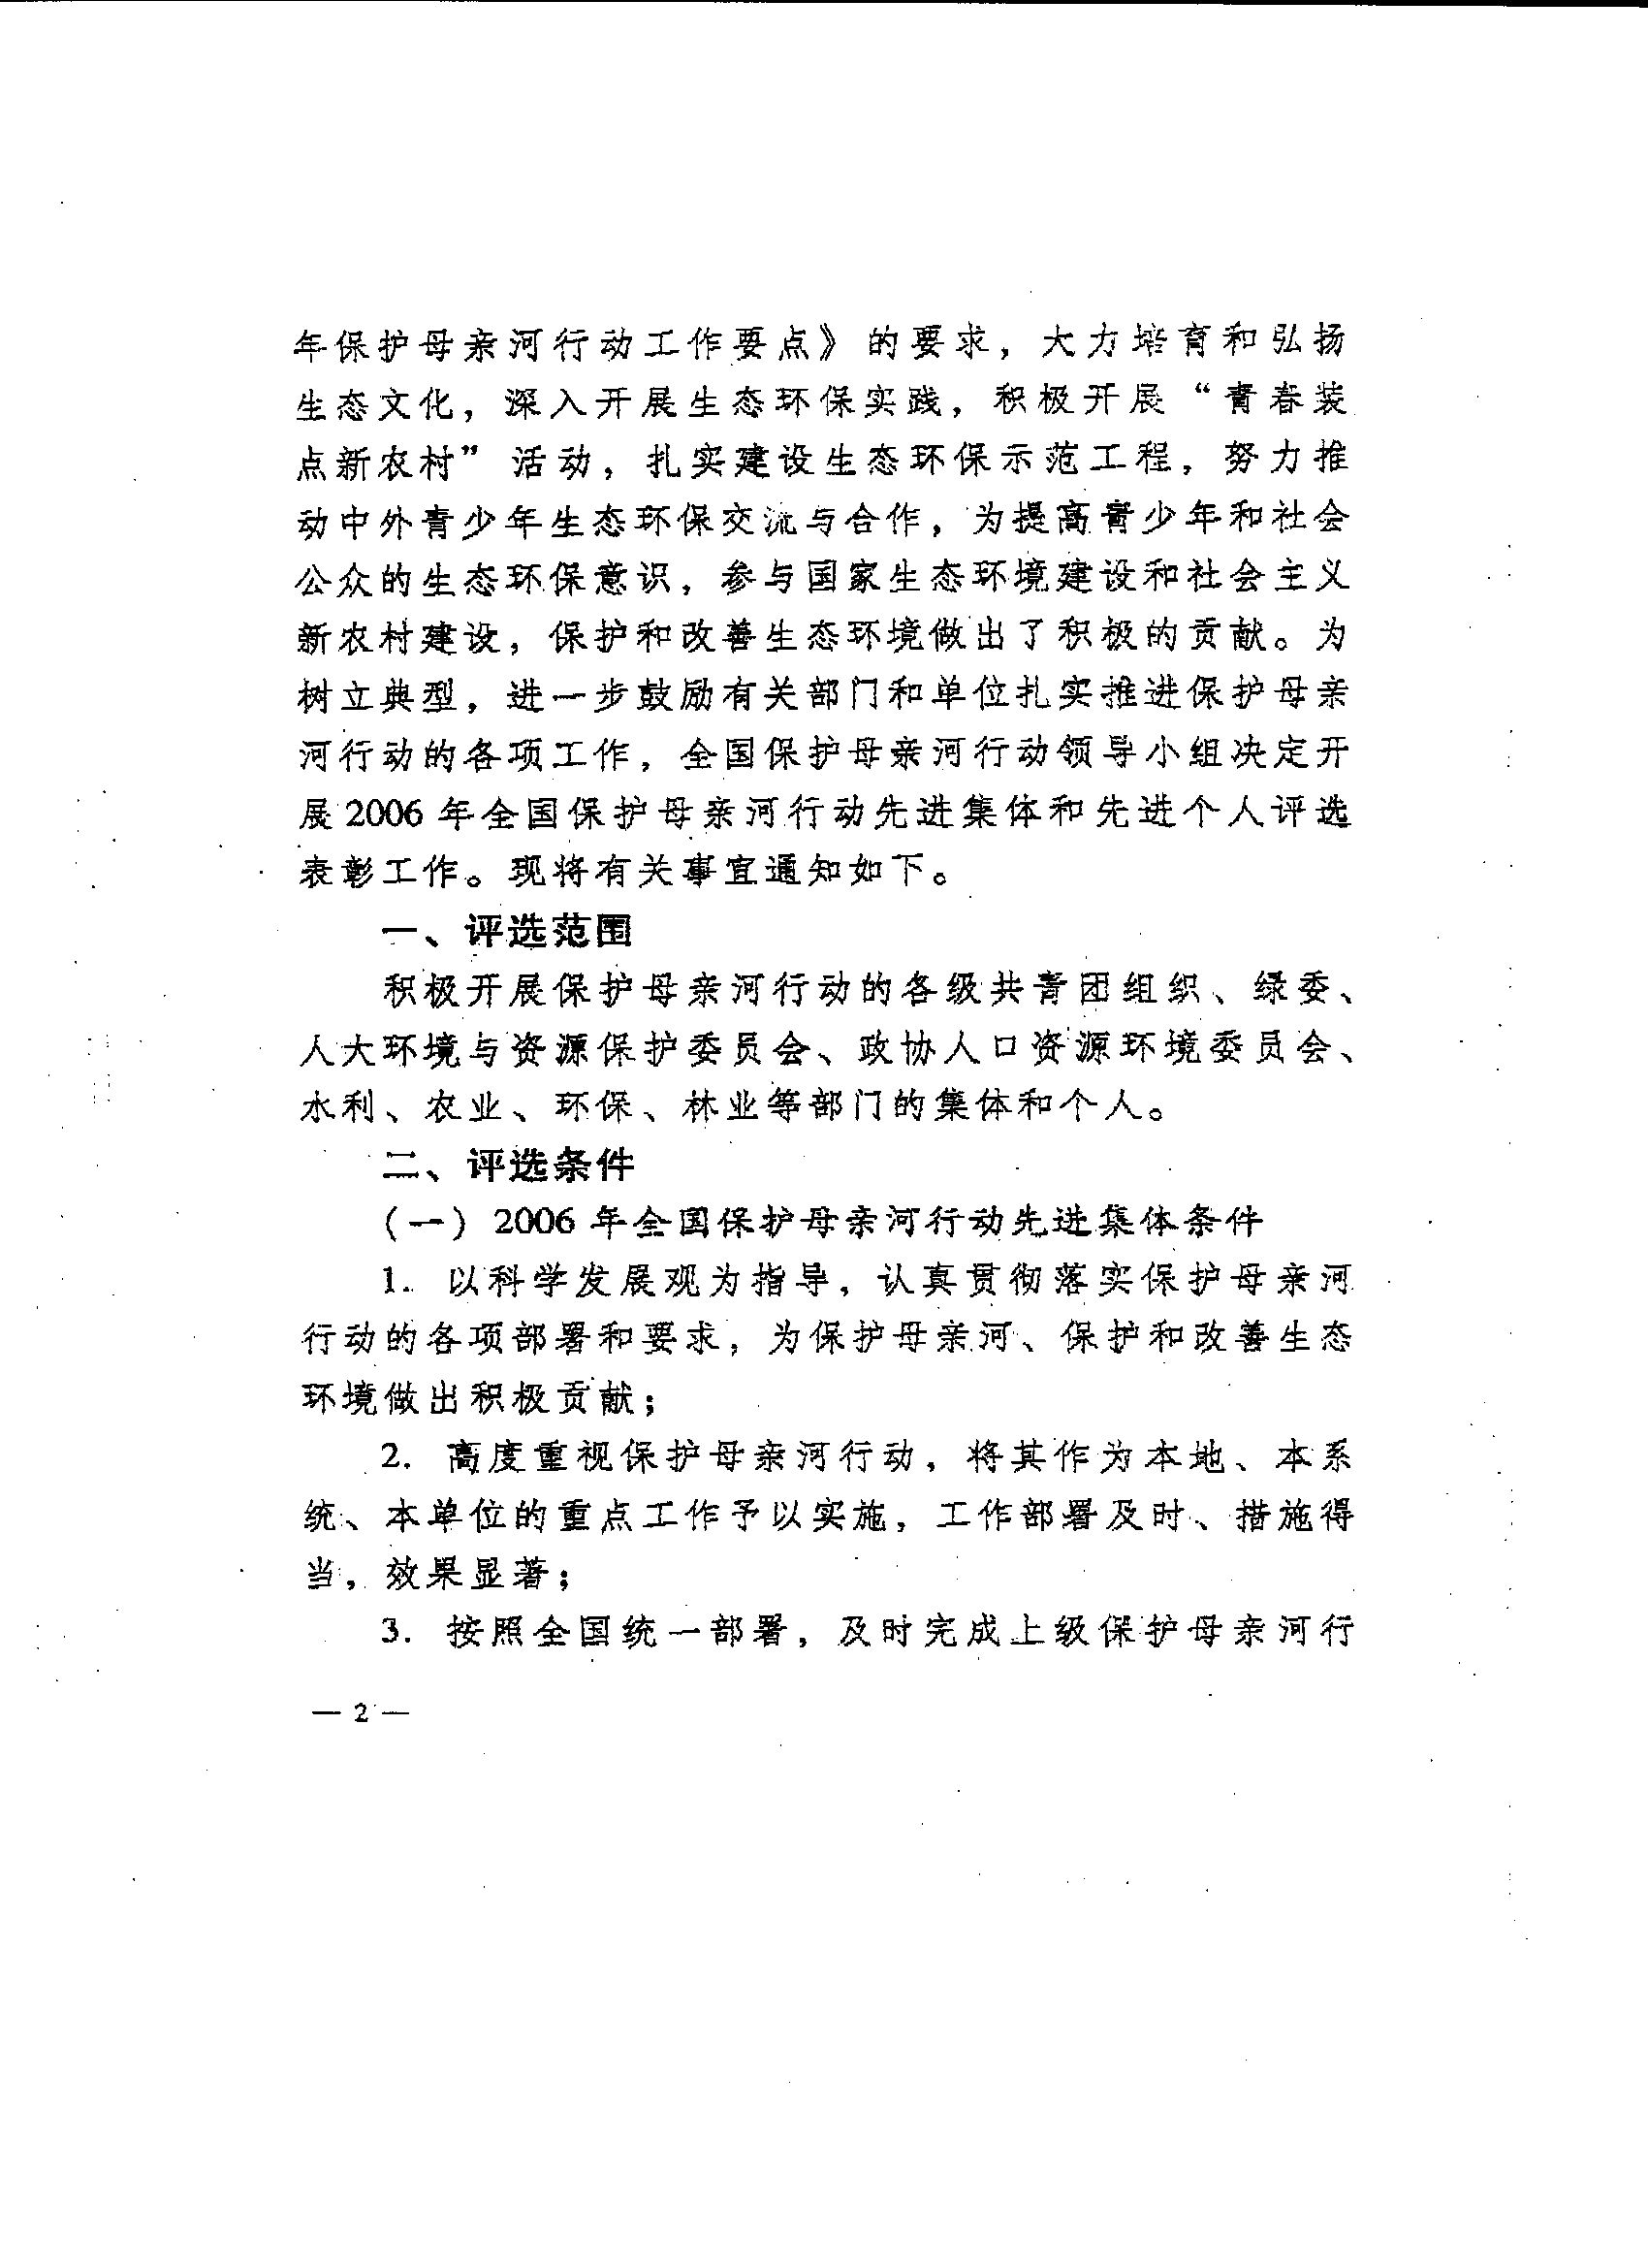 年保护母亲河行动工作要点》的要求，大力培育和弘扬
生态文化，深入开展生态环保实践，积极开展“青春装
点新农村”活动，扎实建设生态环保示范工程，努力推
动中外青少年生态环保交流与合作，为提高青少年和社会
公众的生态环保意识，参与国家生态环境建设和社会主义
新农村建设，保护和改善生态环境做出了积极的贡献。为
树立典型，进一步鼓励有关部门和单位扎实推进保护母亲
河行动的各项工作，全国保护母亲河行动领导小组决定开
展2006年全国保护母亲河行动先进集体和先进个人评选
表彰工作。现将有关事宜通知如下。
一、评选范围
积极开展保护母亲河行动的各级共青团组织、绿委、
人大环境与资源保护委员会、政协人口资源环境委员会、
水利、农业、环保、林业等部门的集体和个人。
二、评选条件
（一）2006年全国保护母亲河行动先进集体条件
1. 以科学发展观为指导，认真贯彻落实保护母亲河
行动的各项部署和要求，为保护母亲河、保护和改善生态
环境做出积极贡献；
2. 高度重视保护母亲河行动，将其作为本地、本系
统、本单位的重点工作予以实施，工作部署及时、措施得
当，效果显著；
3. 按照全国统一部署，及时完成上级保护母亲河行
— 2 —